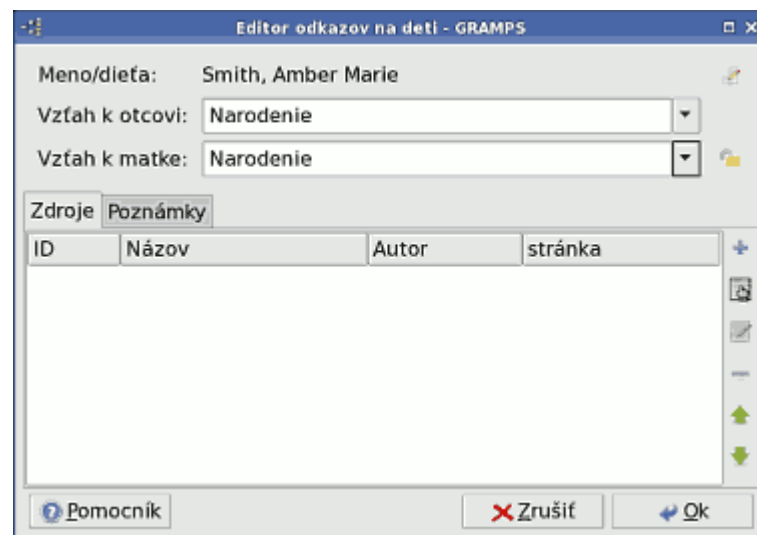 Editor odkazov na deti - GRAMPS
Meno/dieťa: Smith, Amber Marie
Vzťah k otcovi: Narodenie
Vzťah k matke: Narodenie
Zdroje Poznámky
ID Názov Autor stránka
Pomocník Zrušiť Ok